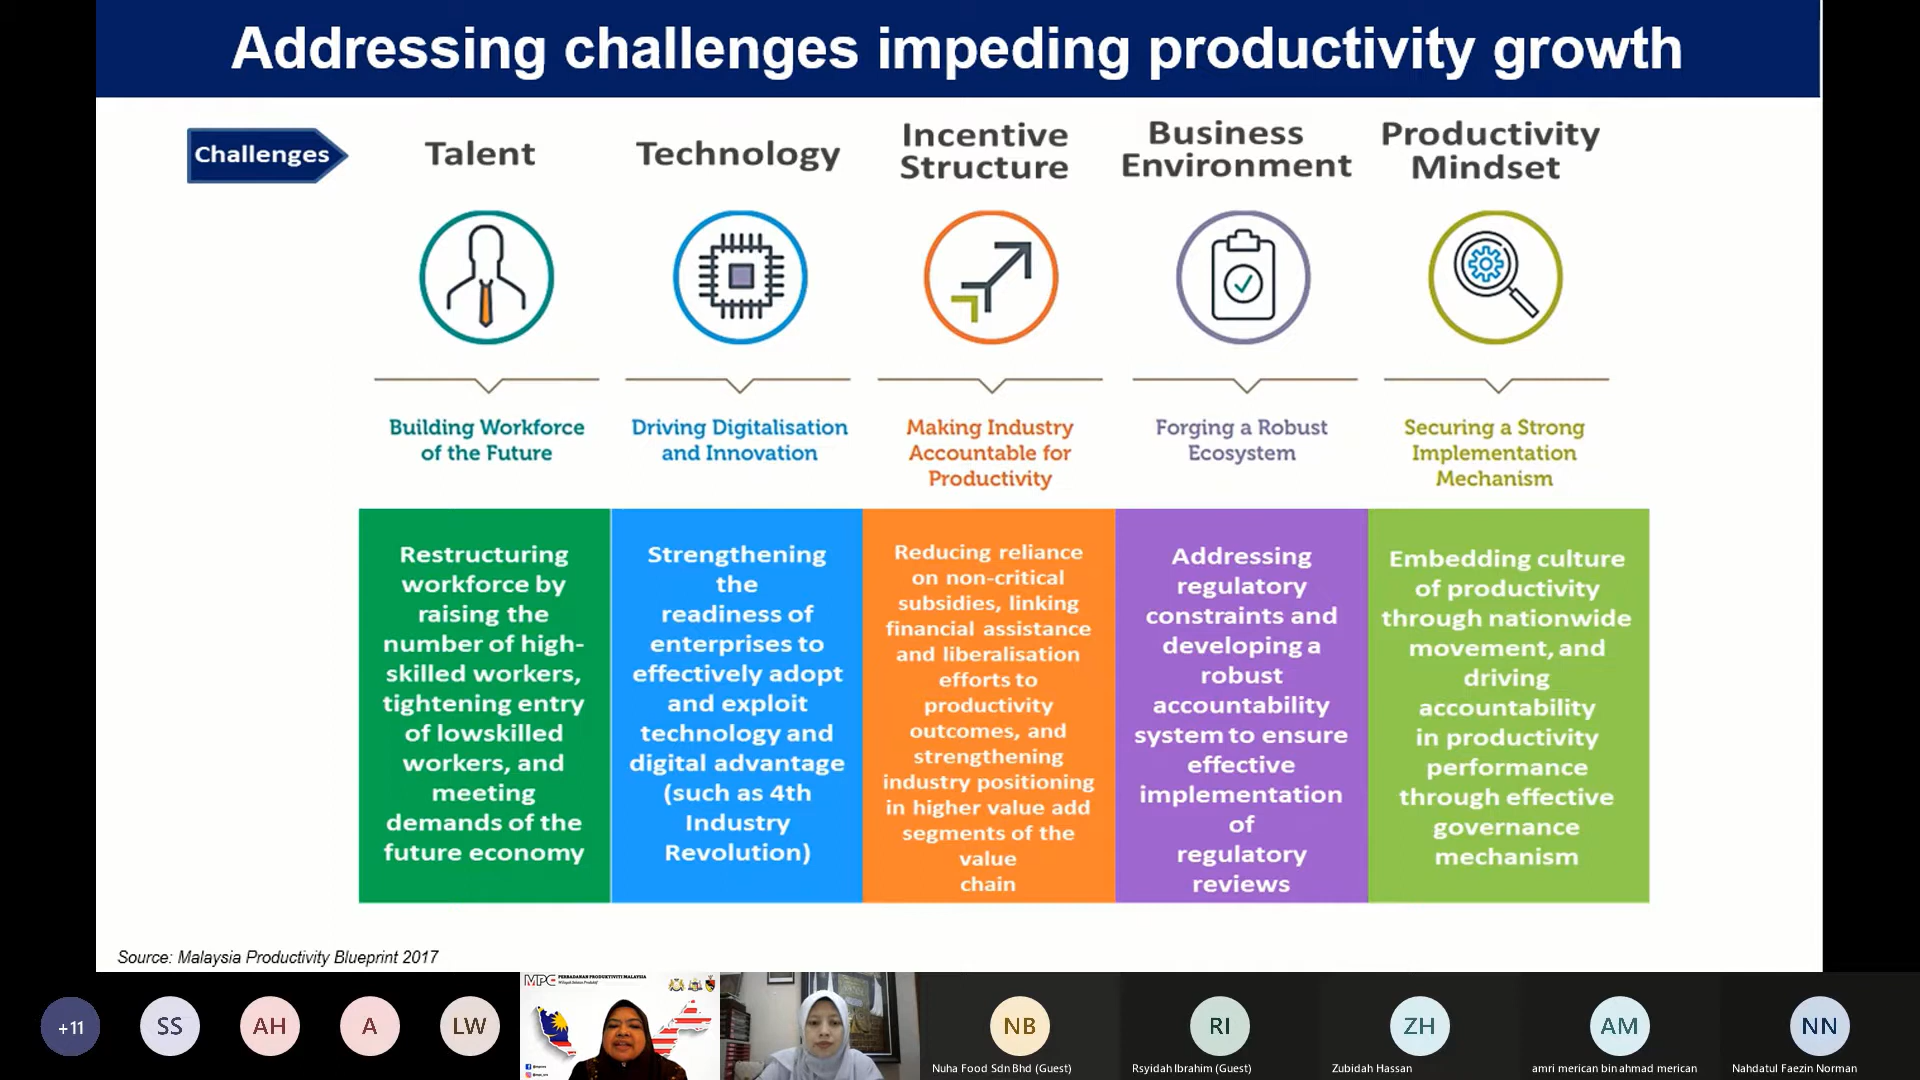 Addressing challenges impeding productivity growth
Challenges
Talent
Technology
Incentive
Structure
Business
Environment
Productivity
Mindset
Building Workforce
of the Future
Driving Digitalisation
and Innovation
Making Industry
Accountable for
Productivity
Forging a Robust
Ecosystem
Securing a Strong
Implementation
Mechanism
Restructuring
workforce by
raising the
number of high-
skilled workers,
tightening entry
of lowskilled
workers, and
meeting
demands of the
future economy
Strengthening
the
readiness of
enterprises to
effectively adopt
and exploit
technology and
digital advantage
(such as 4th
Industry
Revolution)
Reducing reliance
on non-critical
subsidies, linking
financial assistance
and liberalisation
efforts to
productivity
outcomes, and
strengthening
industry positioning
in higher value add
segments of the
value
chain
Addressing
regulatory
constraints and
developing a
robust
accountability
system to ensure
effective
implementation
of
regulatory
reviews
Embedding culture
of productivity
through nationwide
movement, and
driving
accountability
in productivity
performance
through effective
governance
mechanism
Source: Malaysia Productivity Blueprint 2017
+11
SS
AH
A
LW
MPC
PERBADANAN PRODUKTIVITI MALAYSIA
NB
Nuha Food Sdn Bhd (Guest)
RI
Rsyidah Ibrahim (Guest)
ZH
Zubidah Hassan
AM
amri merican bin ahmad merican
NN
Nahdatul Faezin Norman